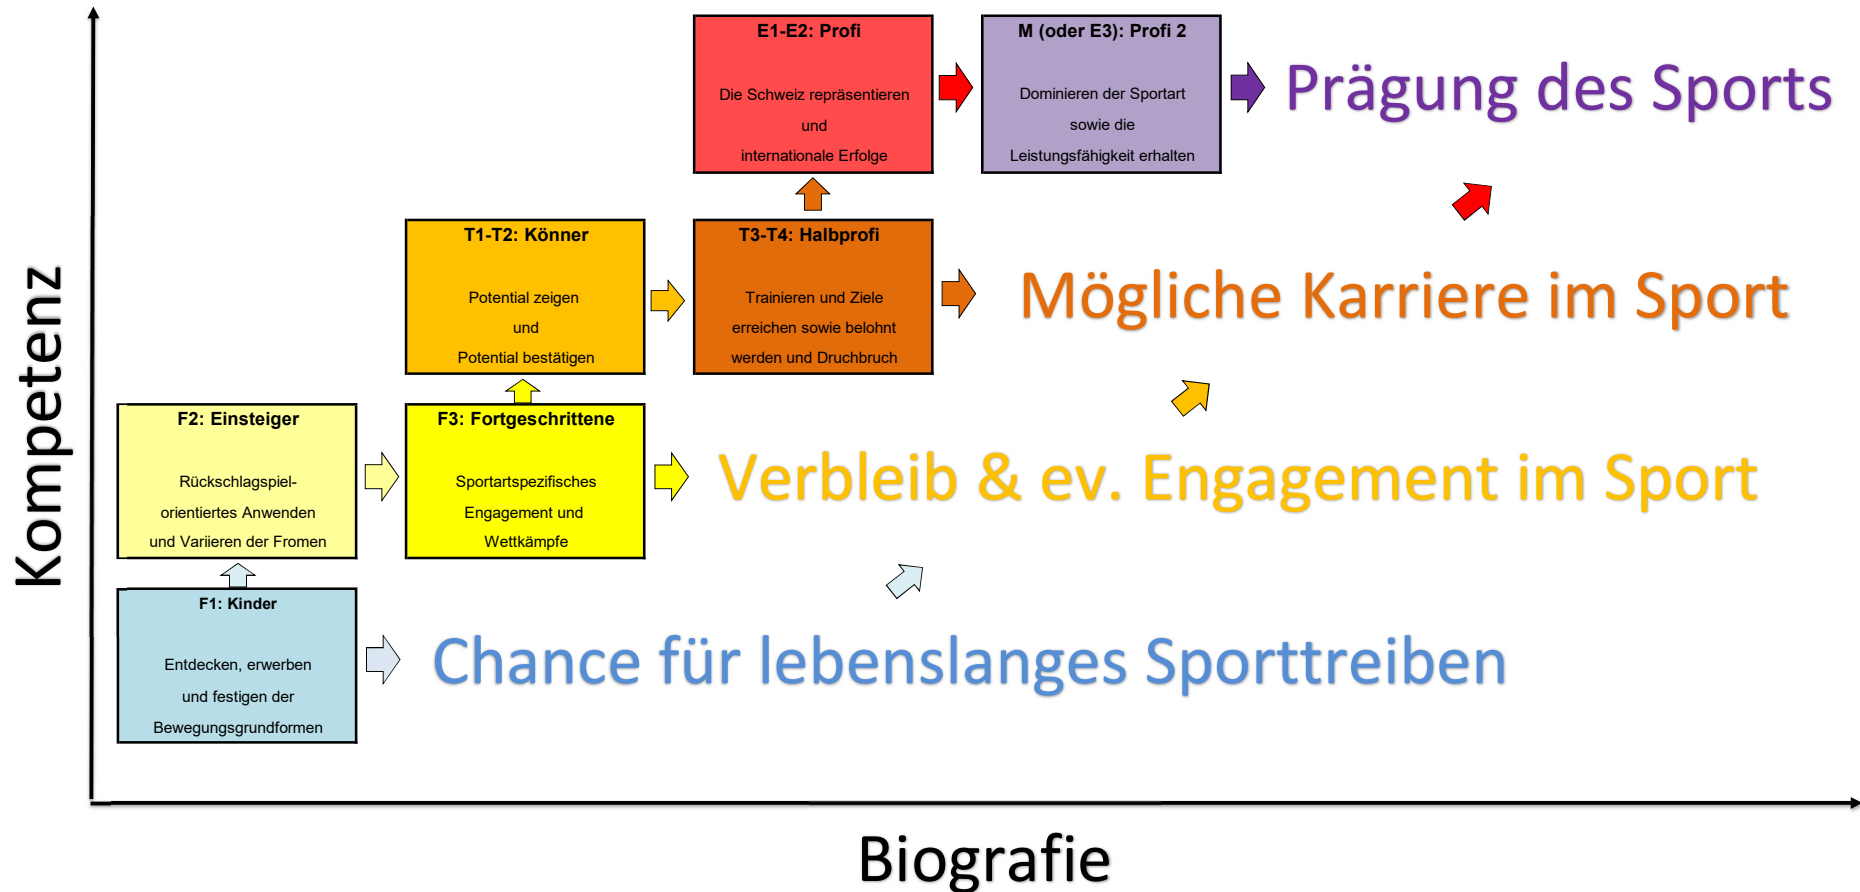 E1-E2: Profi
Die Schweiz repräsentieren
und
internationale Erfolge
M (oder E3): Profi 2
Dominieren der Sportart
sowie die
Leistungsfähigkeit erhalten
Prägung des Sports
T1-T2: Könner
Potential zeigen
und
Potential bestätigen
T3-T4: Halbprofi
Trainieren und Ziele
erreichen sowie belohnt
werden und Druchbruch
Mögliche Karriere im Sport
F2: Einsteiger
Rückschlagspiel-
orientiertes Anwenden
und Variieren der Fromen
F3: Fortgeschrittene
Sportartspezifisches
Engagement und
Wettkämpfe
Verbleib & ev. Engagement im Sport
F1: Kinder
Entdecken, erwerben
und festigen der
Bewegungsgrundformen
Chance für lebenslanges Sporttreiben
Kompetenz
Biografie